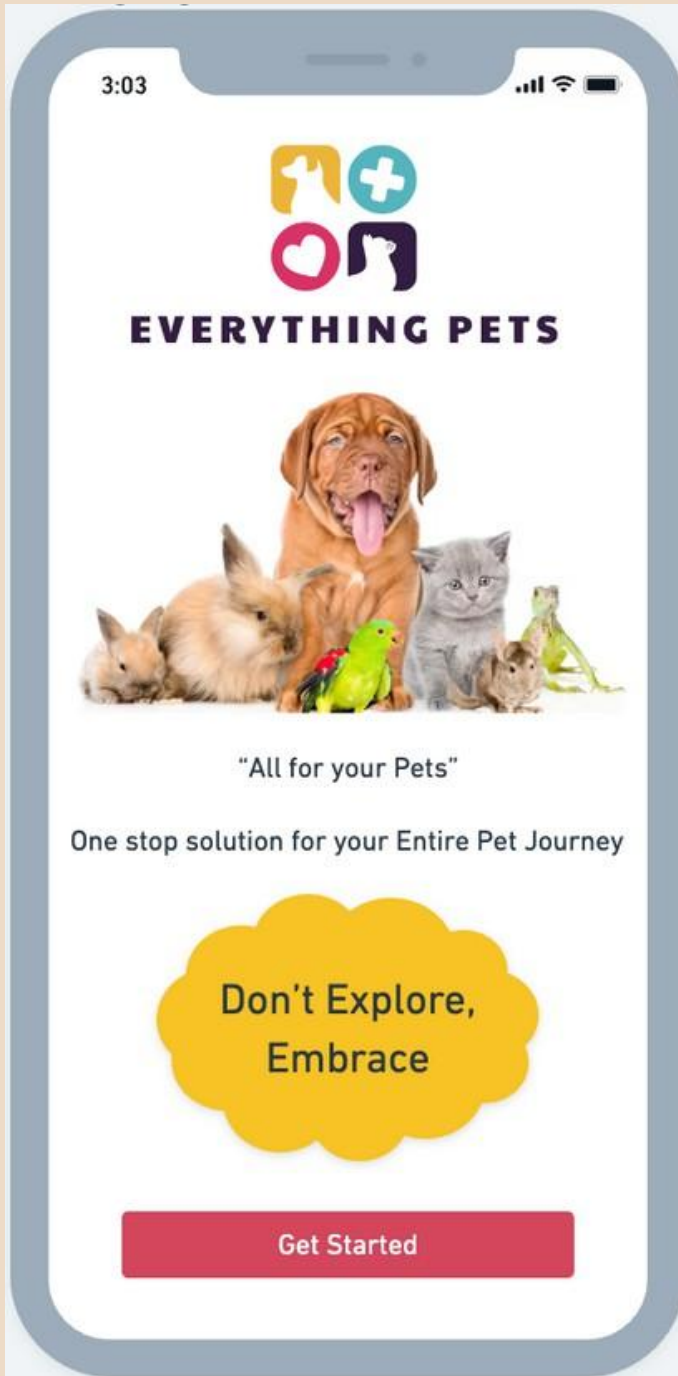 3:03
EVERYTHING PETS
“All for your Pets”
One stop solution for your Entire Pet Journey
Don’t Explore,
Embrace
Get Started